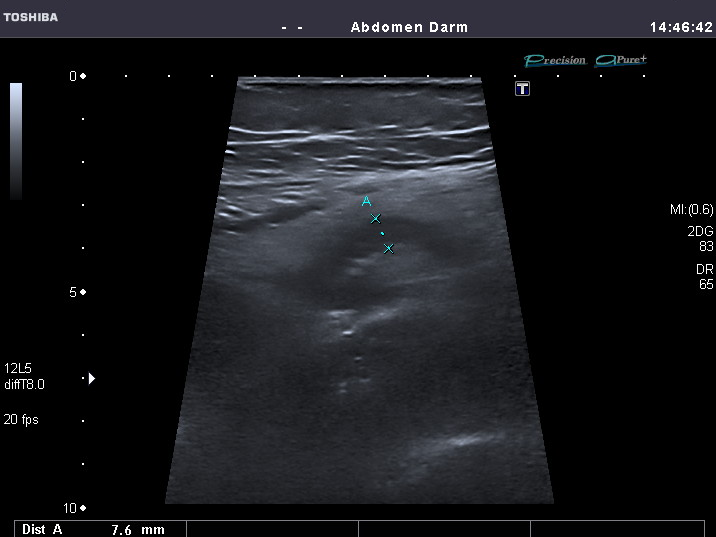 TOSHIBA
- - Abdomen Darm 14:46:42
Precision APure+
T
0
A
MI:(0.6)
2DG
83
DR
65
5
12L5
diffT8.0
20 fps
10
Dist A 7.6 mm